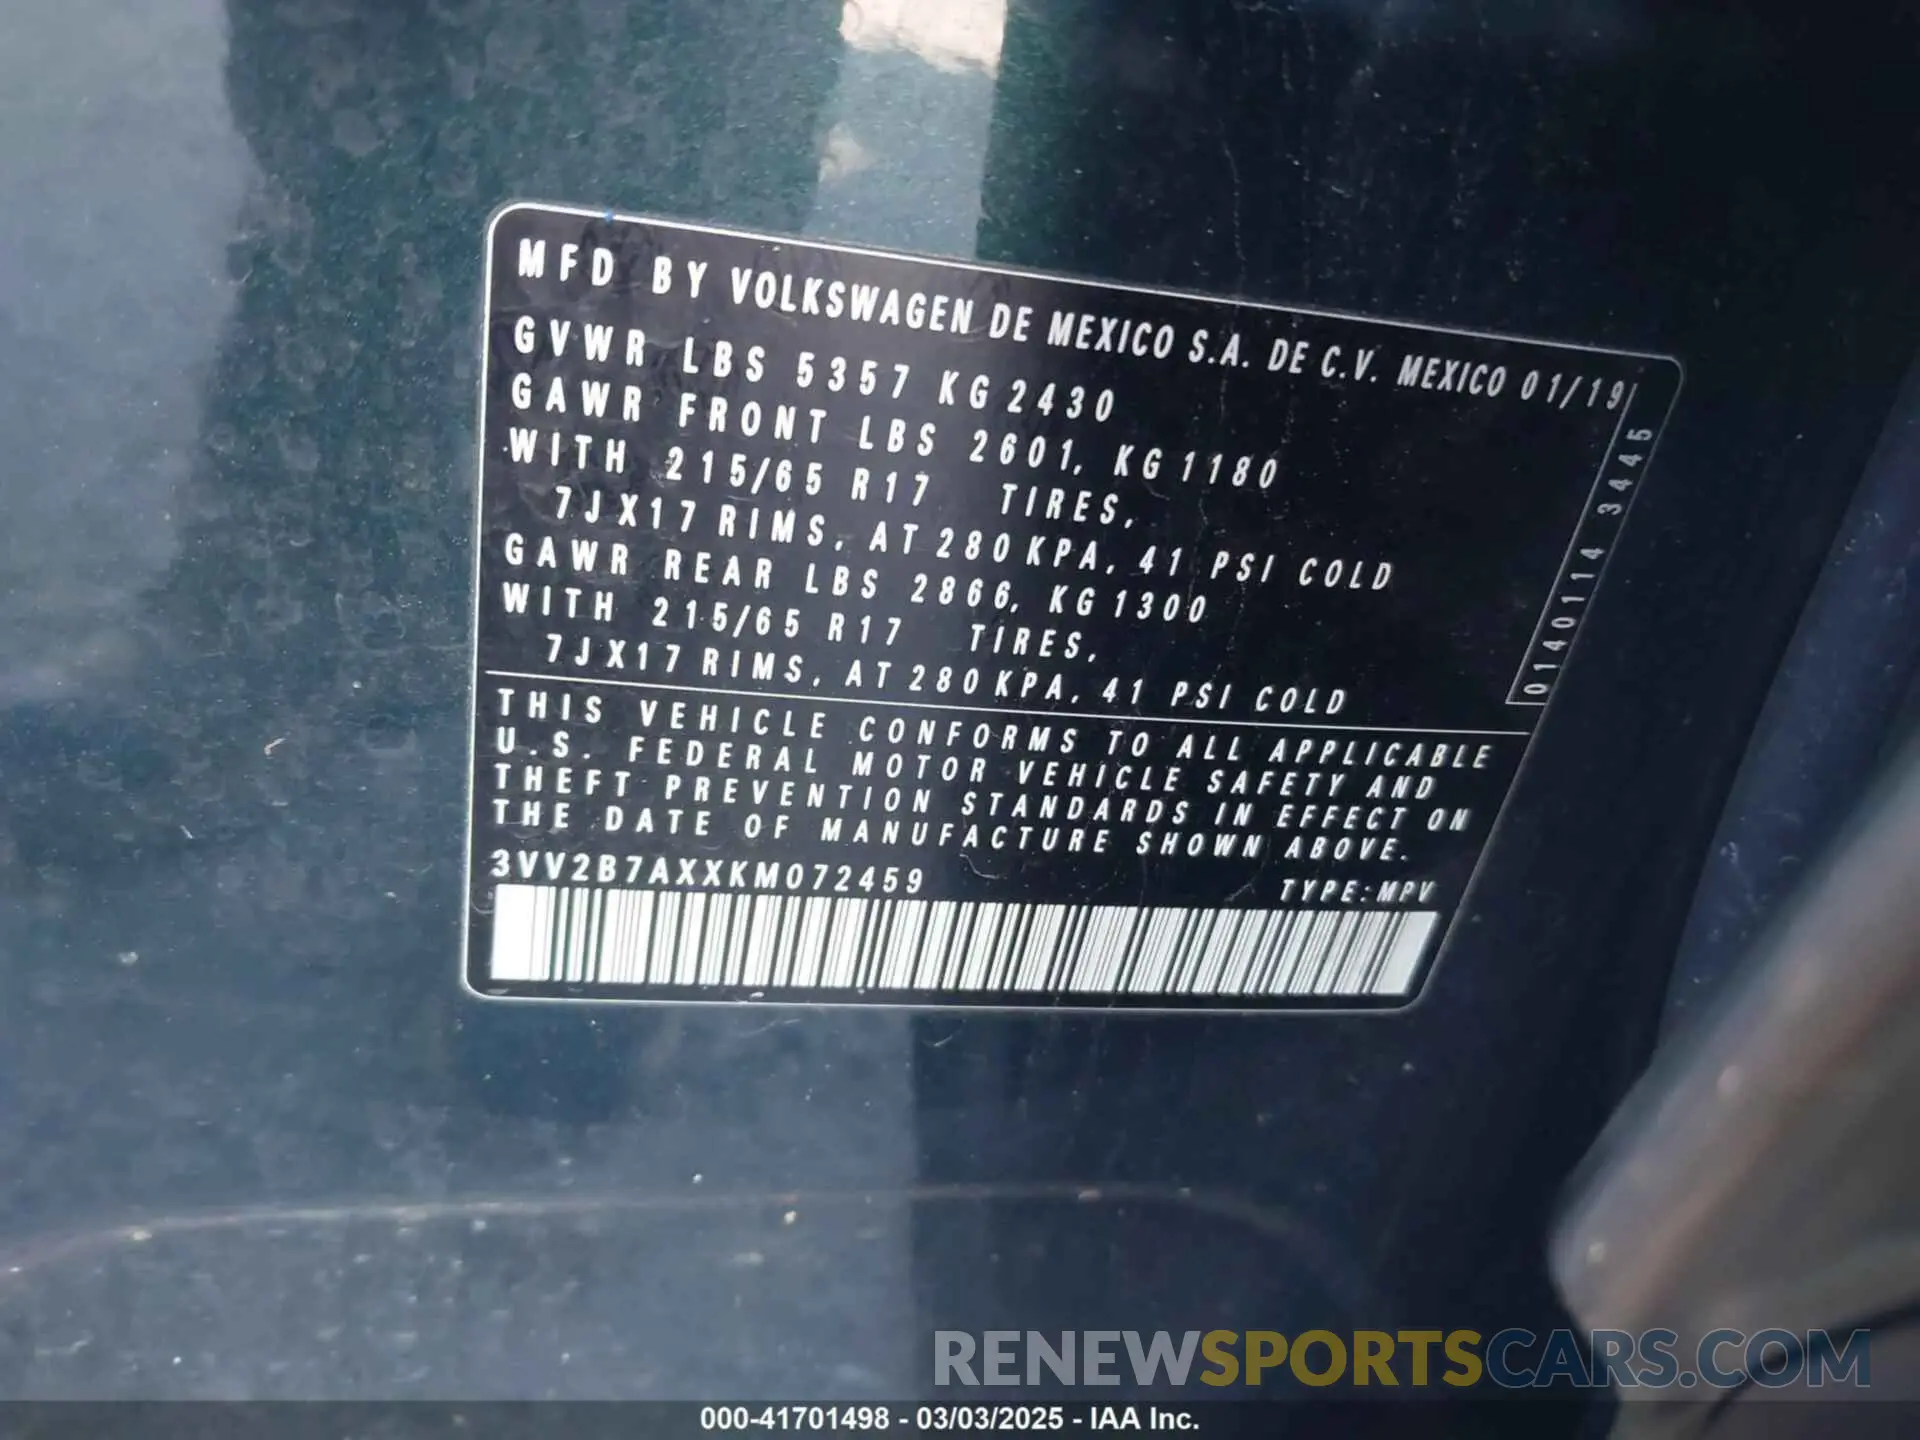 MFD BY VOLKSWAGEN DE MEXICO S.A. DE C.V. MEXICO 01/19
GVWR LBS 5357 KG 2430
GAWR FRONT LBS 2601, KG 1180
WITH 215/65 R17 TIRES,
7JX17 RIMS, AT 280 KPA, 41 PSI COLD
GAWR REAR LBS 2866, KG 1300
WITH 215/65 R17 TIRES,
7JX17 RIMS, AT 280 KPA, 41 PSI COLD
0140114 3445
THIS VEHICLE CONFORMS TO ALL APPLICABLE
U.S. FEDERAL MOTOR VEHICLE SAFETY AND
THEFT PREVENTION STANDARDS IN EFFECT ON
THE DATE OF MANUFACTURE SHOWN ABOVE.
3VV2B7AXXKM072459 TYPE: MPV
RENEWSPORTSCARS.COM
000-41701498 - 03/03/2025 - IAA Inc.